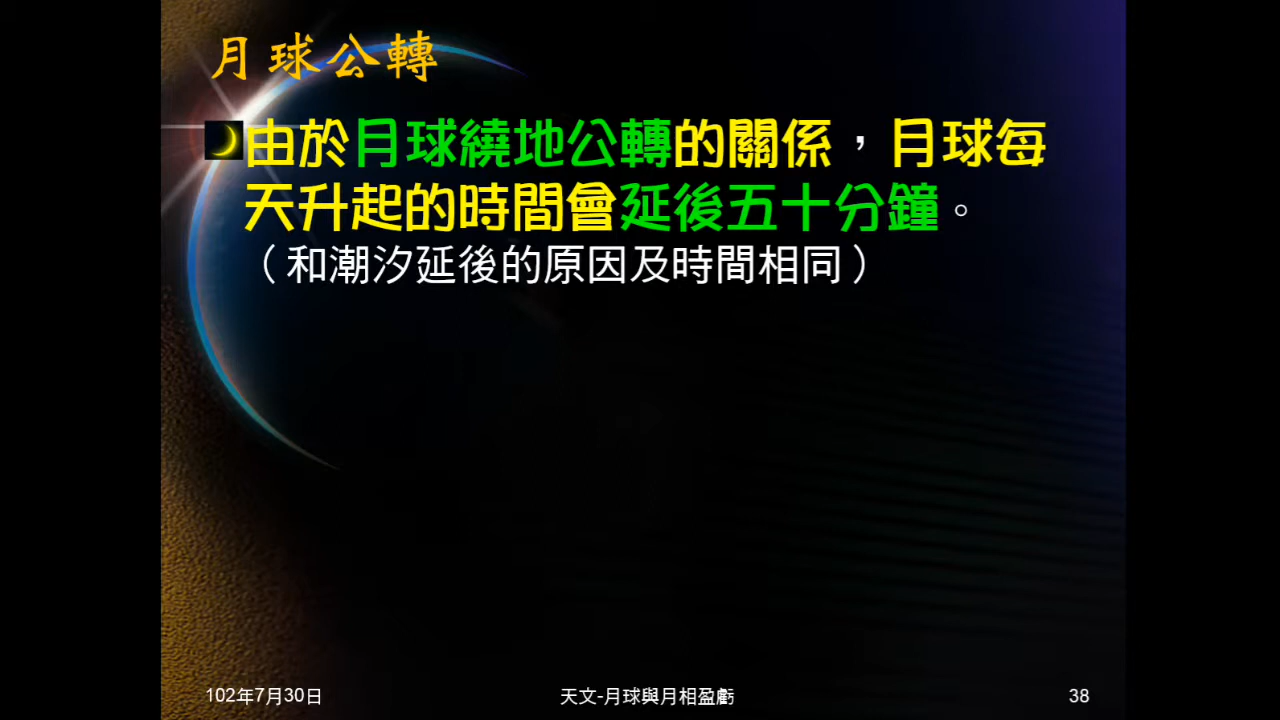 月球公轉
由於月球繞地公轉的關係，月球每
天升起的時間會延後五十分鐘。
（和潮汐延後的原因及時間相同）
102年7月30日
天文-月球與月相盈虧
38